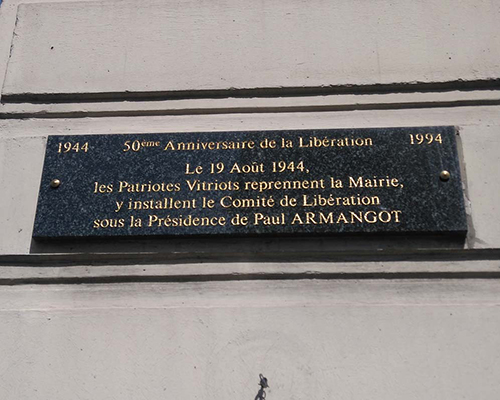 1944 50ème Anniversaire de la Libération 1994
Le 19 Août 1944,
les Patriotes Vitriots reprennent la Mairie,
y installent le Comité de Libération
sous la Présidence de Paul ARMANGOT